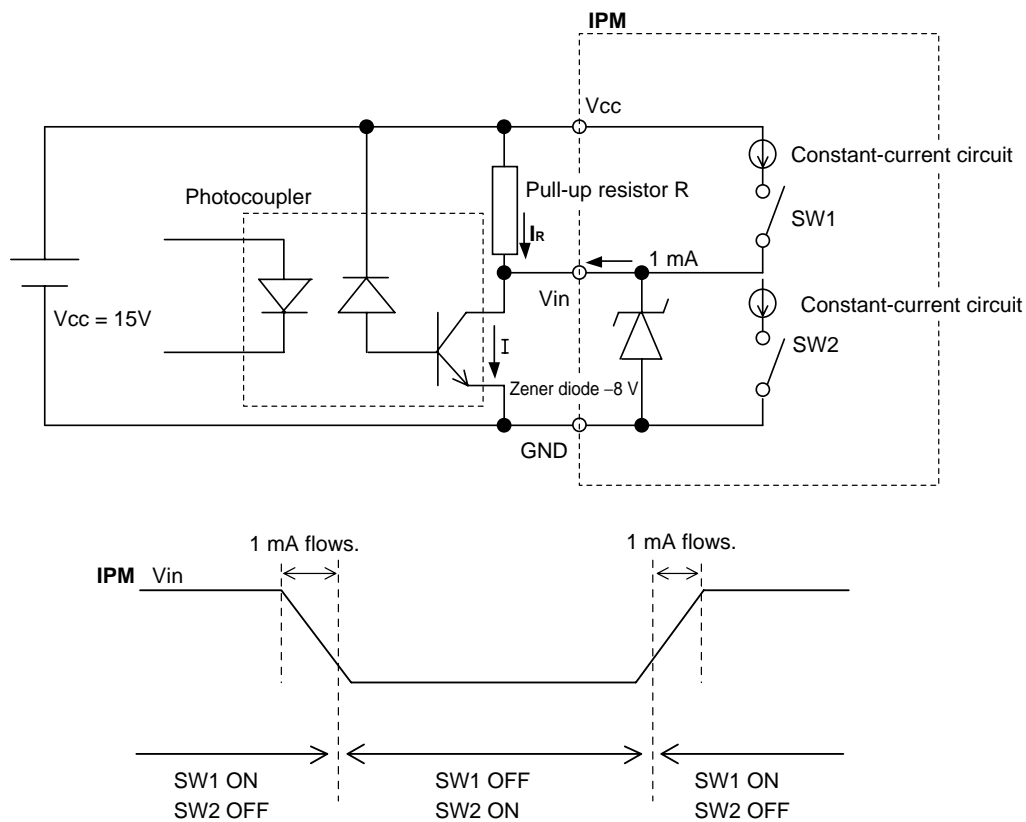 IPM
Vcc
Constant-current circuit
Photocoupler
Pull-up resistor R
SW1
IR
1 mA
Vin
Constant-current circuit
Vcc = 15V
SW2
I
Zener diode –8 V
GND
1 mA flows.
1 mA flows.
IPM Vin
SW1 ON
SW2 OFF
SW1 OFF
SW2 ON
SW1 ON
SW2 OFF